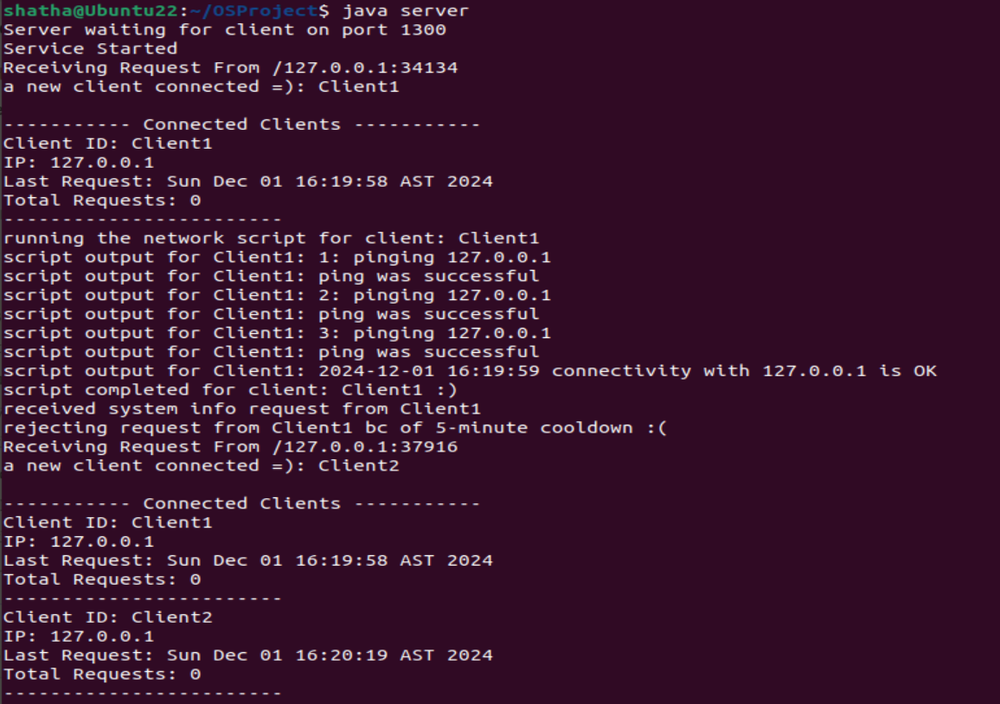 shatha@Ubuntu22:~/OSProject$ java server
Server waiting for client on port 1300
Service Started
Receiving Request From /127.0.0.1:34134
a new client connected =): Client1

----------- Connected Clients -----------
Client ID: Client1
IP: 127.0.0.1
Last Request: Sun Dec 01 16:19:58 AST 2024
Total Requests: 0
------------------------
running the network script for client: Client1
script output for Client1: 1: pinging 127.0.0.1
script output for Client1: ping was successful
script output for Client1: 2: pinging 127.0.0.1
script output for Client1: ping was successful
script output for Client1: 3: pinging 127.0.0.1
script output for Client1: ping was successful
script output for Client1: 2024-12-01 16:19:59 connectivity with 127.0.0.1 is OK
script completed for client: Client1 :)
received system info request from Client1
rejecting request from Client1 bc of 5-minute cooldown :(
Receiving Request From /127.0.0.1:37916
a new client connected =): Client2

----------- Connected Clients -----------
Client ID: Client1
IP: 127.0.0.1
Last Request: Sun Dec 01 16:19:58 AST 2024
Total Requests: 0
------------------------
Client ID: Client2
IP: 127.0.0.1
Last Request: Sun Dec 01 16:20:19 AST 2024
Total Requests: 0
------------------------